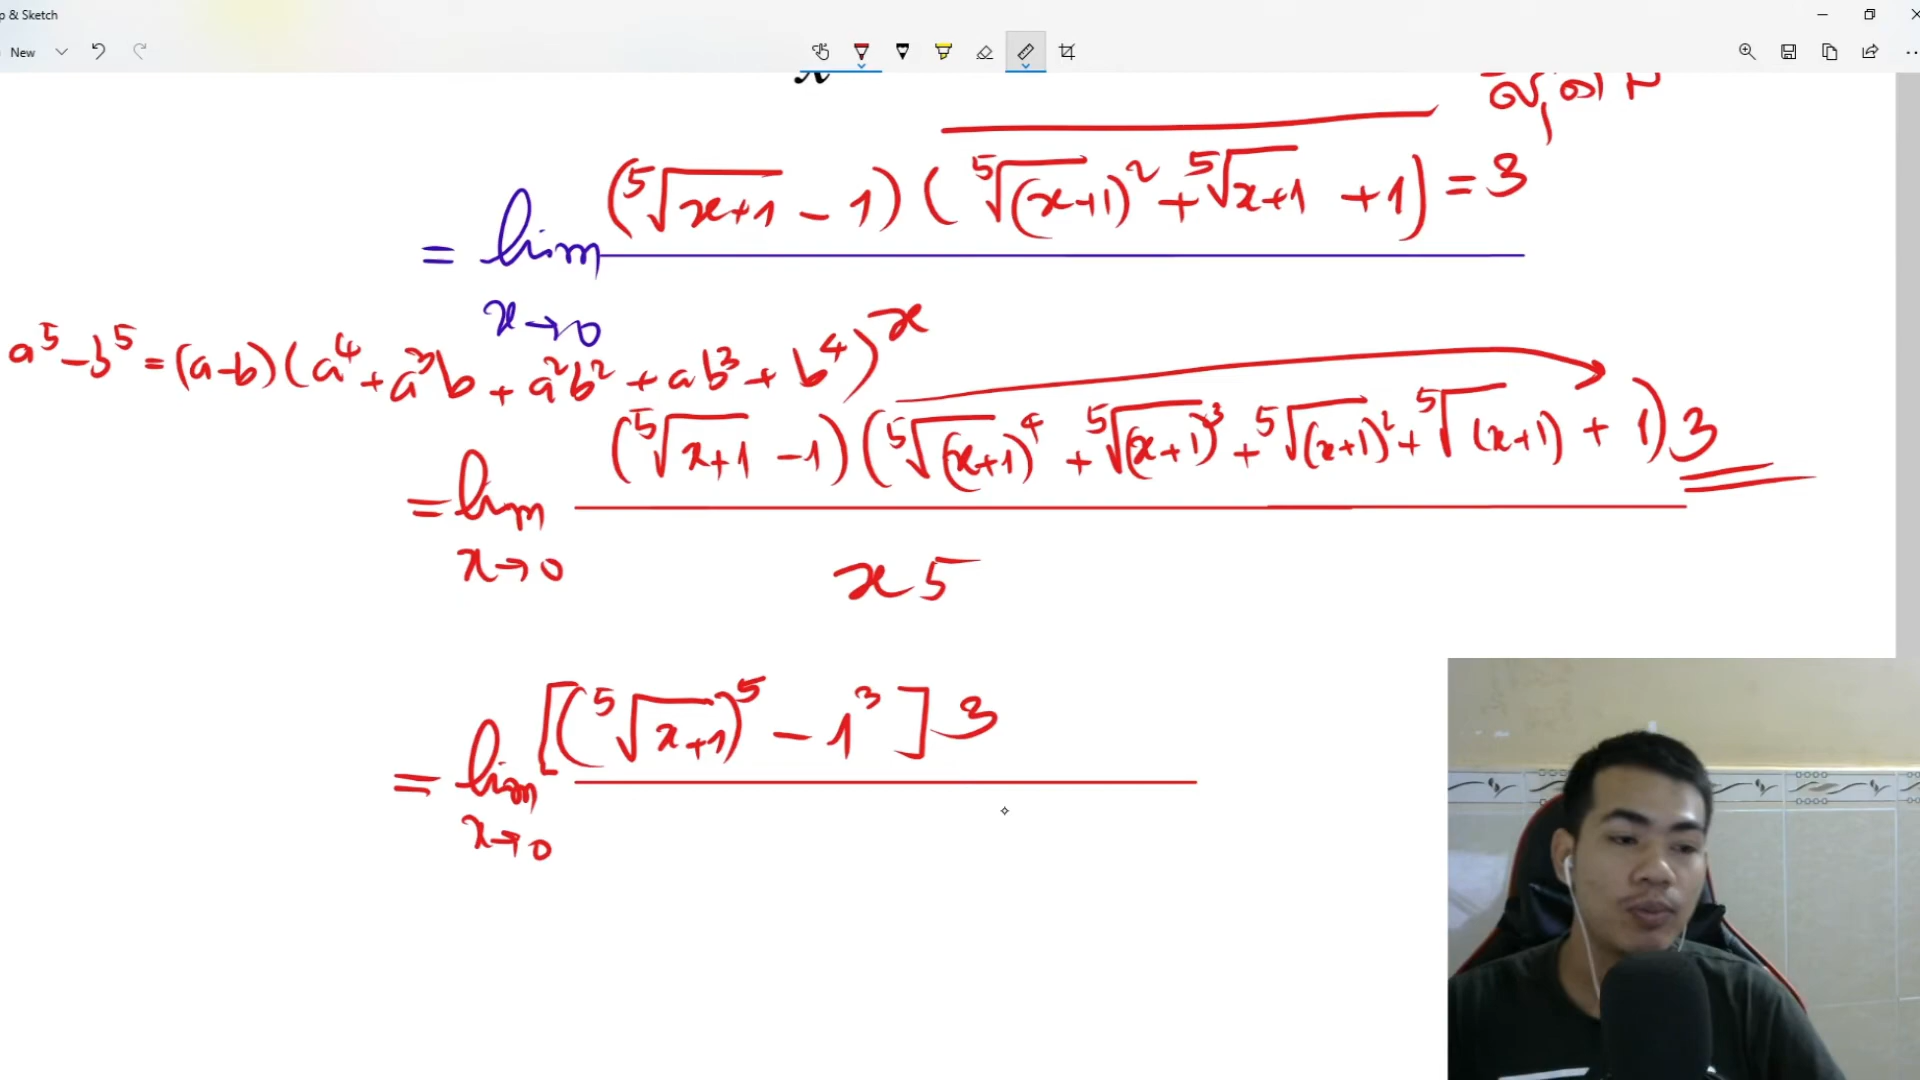 & Sketch
New
(⁵√x+1 - 1)(⁵√(x+1)² + ⁵√x+1 + 1) = 3
= lim
x→0
x
a⁵-b⁵ = (a-b)(a⁴+a³b+a²b²+ab³+b⁴)
(⁵√x+1 - 1)(⁵√(x+1)⁴ + ⁵√(x+1)³ + ⁵√(x+1)² + ⁵√(x+1) + 1) 3
= lim
x→0
x 5
[(⁵√x+1)⁵ - 1³] 3
= lim
x→0